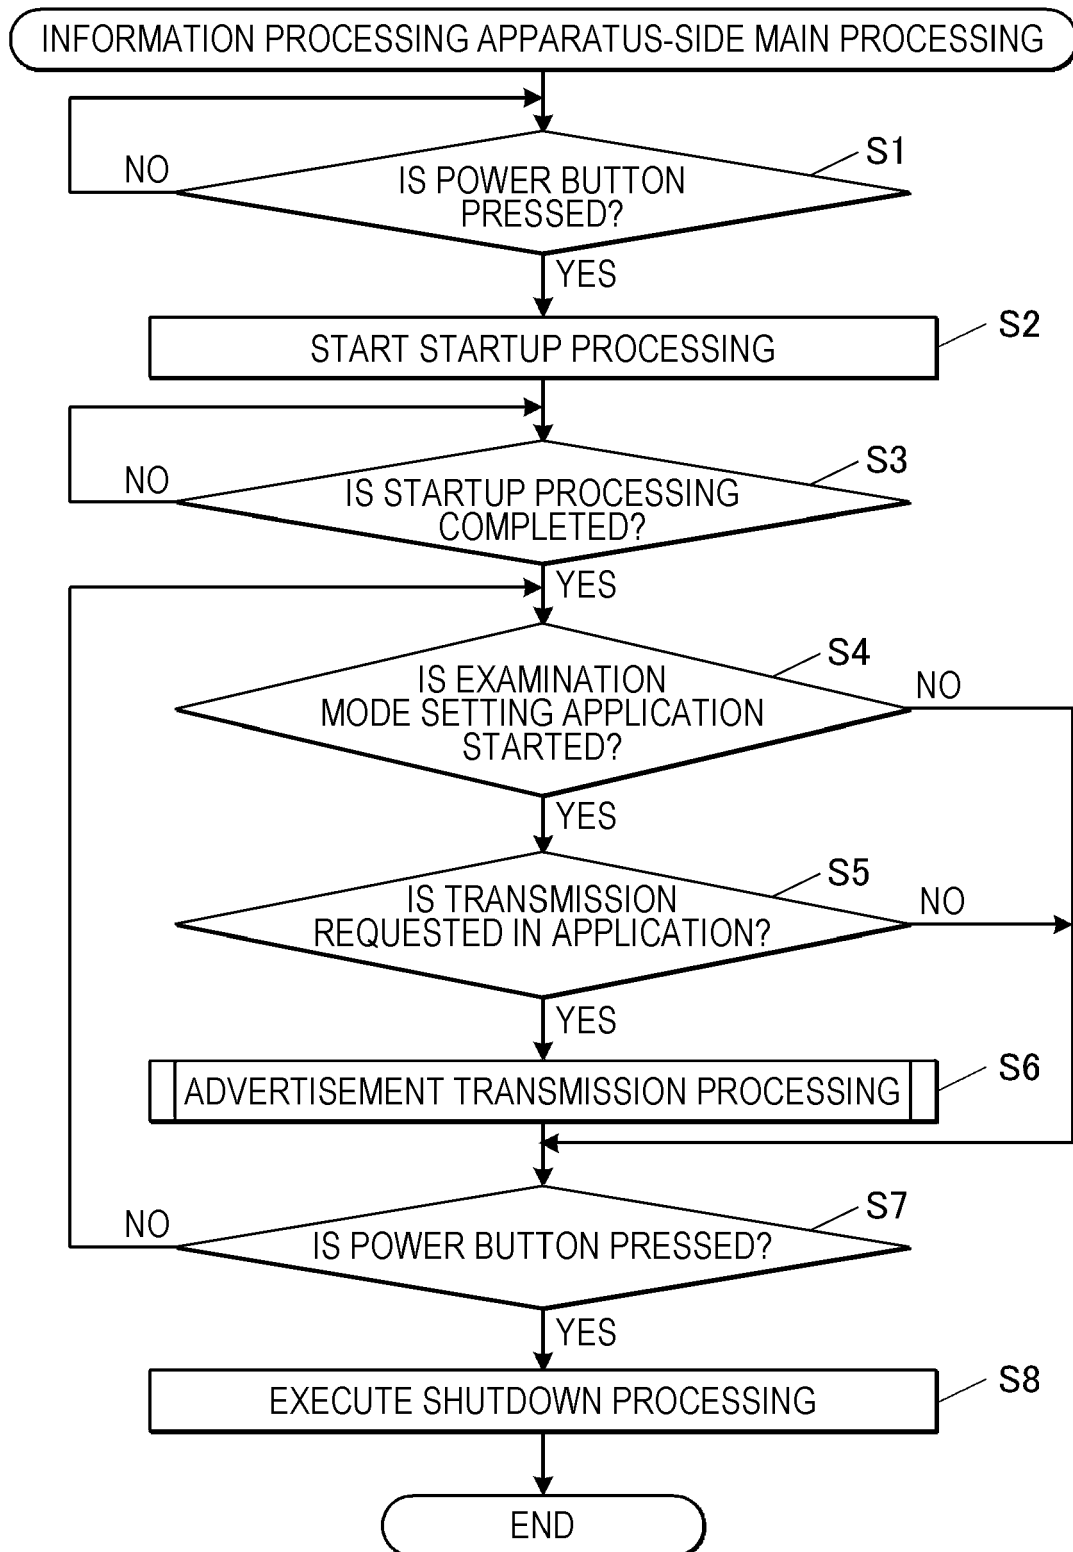 INFORMATION PROCESSING APPARATUS-SIDE MAIN PROCESSING
S1
NO
IS POWER BUTTON
PRESSED?
YES
S2
START STARTUP PROCESSING
S3
NO
IS STARTUP PROCESSING
COMPLETED?
YES
S4
NO
IS EXAMINATION
MODE SETTING APPLICATION
STARTED?
YES
S5
NO
IS TRANSMISSION
REQUESTED IN APPLICATION?
YES
S6
ADVERTISEMENT TRANSMISSION PROCESSING
S7
NO
IS POWER BUTTON PRESSED?
YES
S8
EXECUTE SHUTDOWN PROCESSING
END